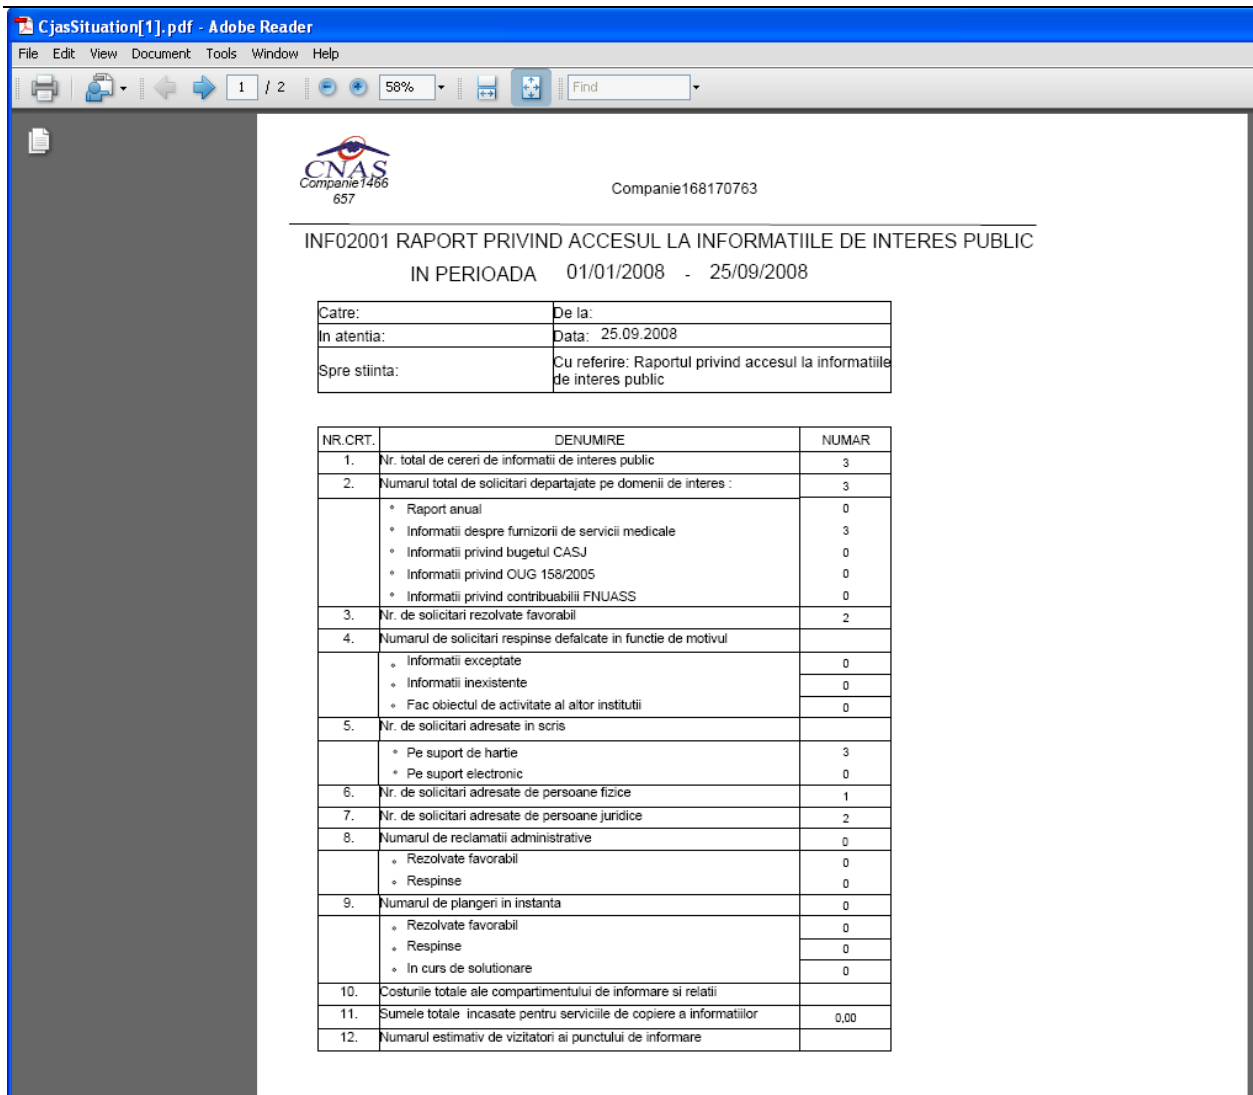 CjasSituation[1].pdf - Adobe Reader
File Edit View Document Tools Window Help
1 / 2 58% Find
CNAS
Companie1466
657
Companie168170763
INF02001 RAPORT PRIVIND ACCESUL LA INFORMATIILE DE INTERES PUBLIC
IN PERIOADA 01/01/2008 - 25/09/2008
Catre: De la:
In atentia: Data: 25.09.2008
Spre stiinta: Cu referire: Raportul privind accesul la informatiile
de interes public
NR.CRT. DENUMIRE NUMAR
1. Nr. total de cereri de informatii de interes public 3
2. Numarul total de solicitari departajate pe domenii de interes : 3
Raport anual 0
Informatii despre furnizorii de servicii medicale 3
Informatii privind bugetul CASJ 0
Informatii privind OUG 158/2005 0
Informatii privind contribuabilii FNUASS 0
3. Nr. de solicitari rezolvate favorabil 2
4. Numarul de solicitari respinse defalcate in functie de motivul
Informatii exceptate 0
Informatii inexistente 0
Fac obiectul de activitate al altor institutii 0
5. Nr. de solicitari adresate in scris
Pe suport de hartie 3
Pe suport electronic 0
6. Nr. de solicitari adresate de persoane fizice 1
7. Nr. de solicitari adresate de persoane juridice 2
8. Numarul de reclamatii administrative 0
Rezolvate favorabil 0
Respinse 0
9. Numarul de plangeri in instanta 0
Rezolvate favorabil 0
Respinse 0
In curs de solutionare 0
10. Costurile totale ale compartimentului de informare si relatii
11. Sumele totale incasate pentru serviciile de copiere a informatiilor 0,00
12. Numarul estimativ de vizitatori ai punctului de informare